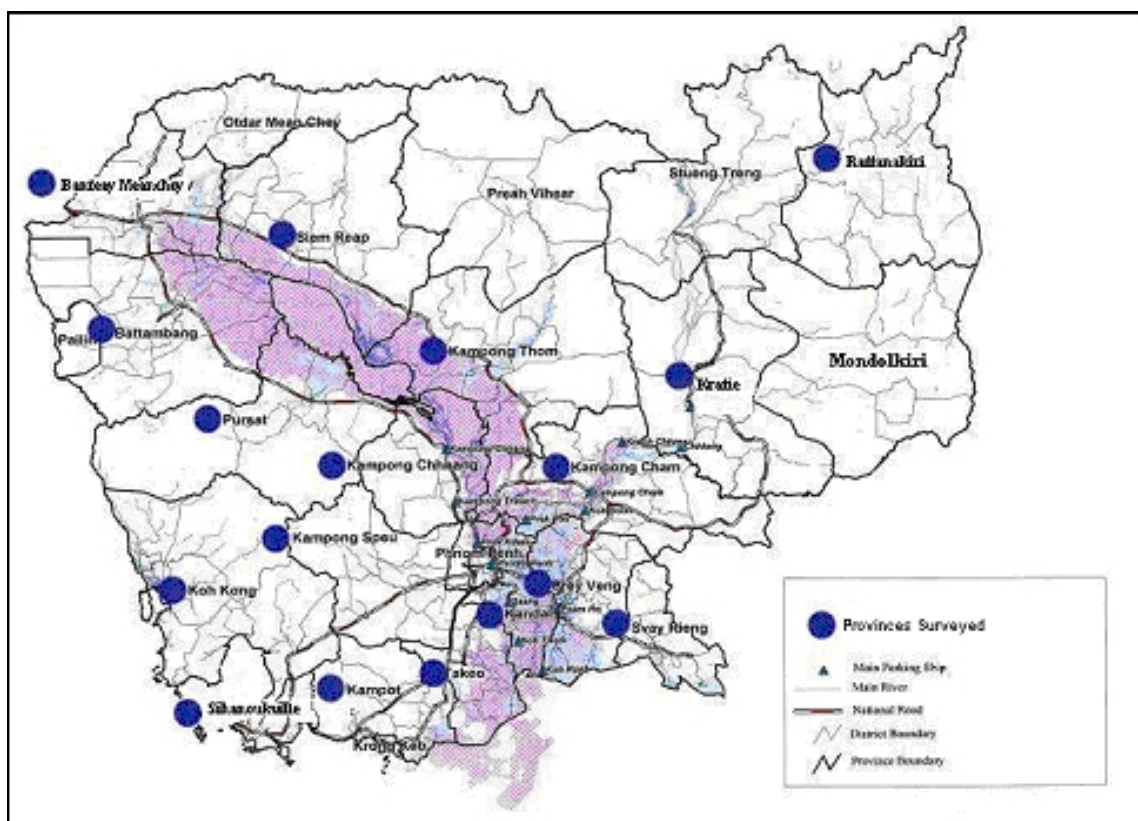 Otdar Mean Chey
Banteay Meanchey
Stueng Treng
Rattanakiri
Preah Vihear
Siem Reap
Pailin
Battambang
Kampong Thom
Mondolkiri
Kratie
Pursat
Kampong Chhnang
Kampong Cham
Kampong Speu
Phnom Penh
Koh Kong
Prey Veng
Kandal
Svay Rieng
Takeo
Kampot
Sihanoukville
Krong Keb
Provinces Surveyed
Main Parking Ship
Main River
National Road
District Boundary
Province Boundary